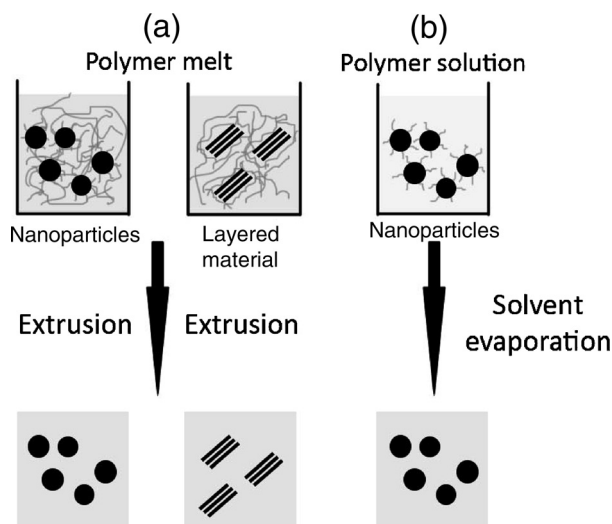 (a)
Polymer melt
Nanoparticles
Layered
material
Extrusion
Extrusion
(b)
Polymer solution
Nanoparticles
Solvent
evaporation